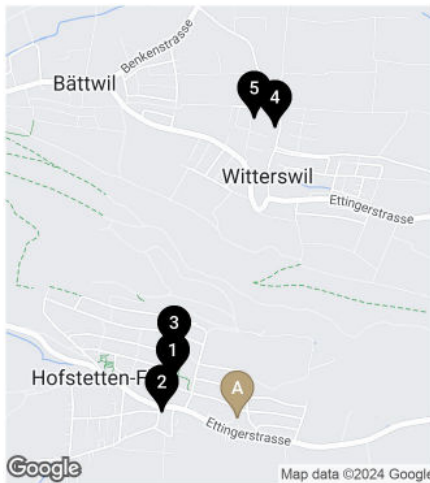 Benkenstrasse
Bättwil
5
4
Witterswil
Ettingerstrasse
3
1
Hofstetten-F
2
A
Ettingerstrasse
Google
Map data ©2024 Google